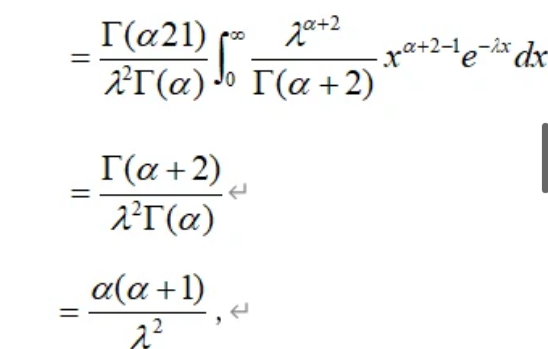 = Γ(α21)/λ²Γ(α) ∫₀^∞ λ^(α+2)/Γ(α+2) x^(α+2−1) e^(−λx) dx
= Γ(α+2)/λ²Γ(α) ↵
= α(α+1)/λ² , ↵